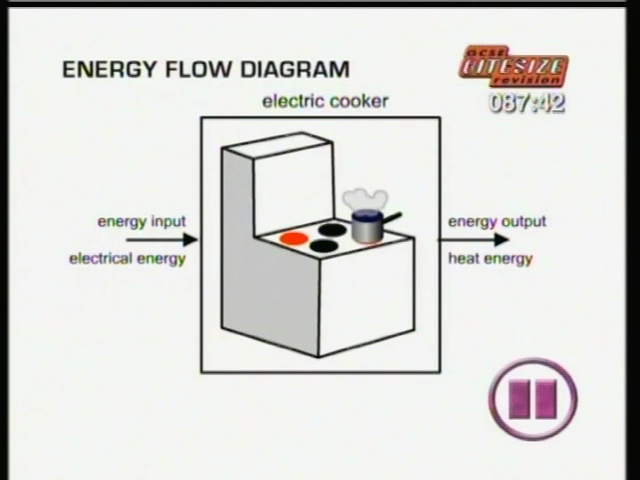 ENERGY FLOW DIAGRAM
GCSE
BITESIZE
revision
087:42
electric cooker
energy input
electrical energy
energy output
heat energy